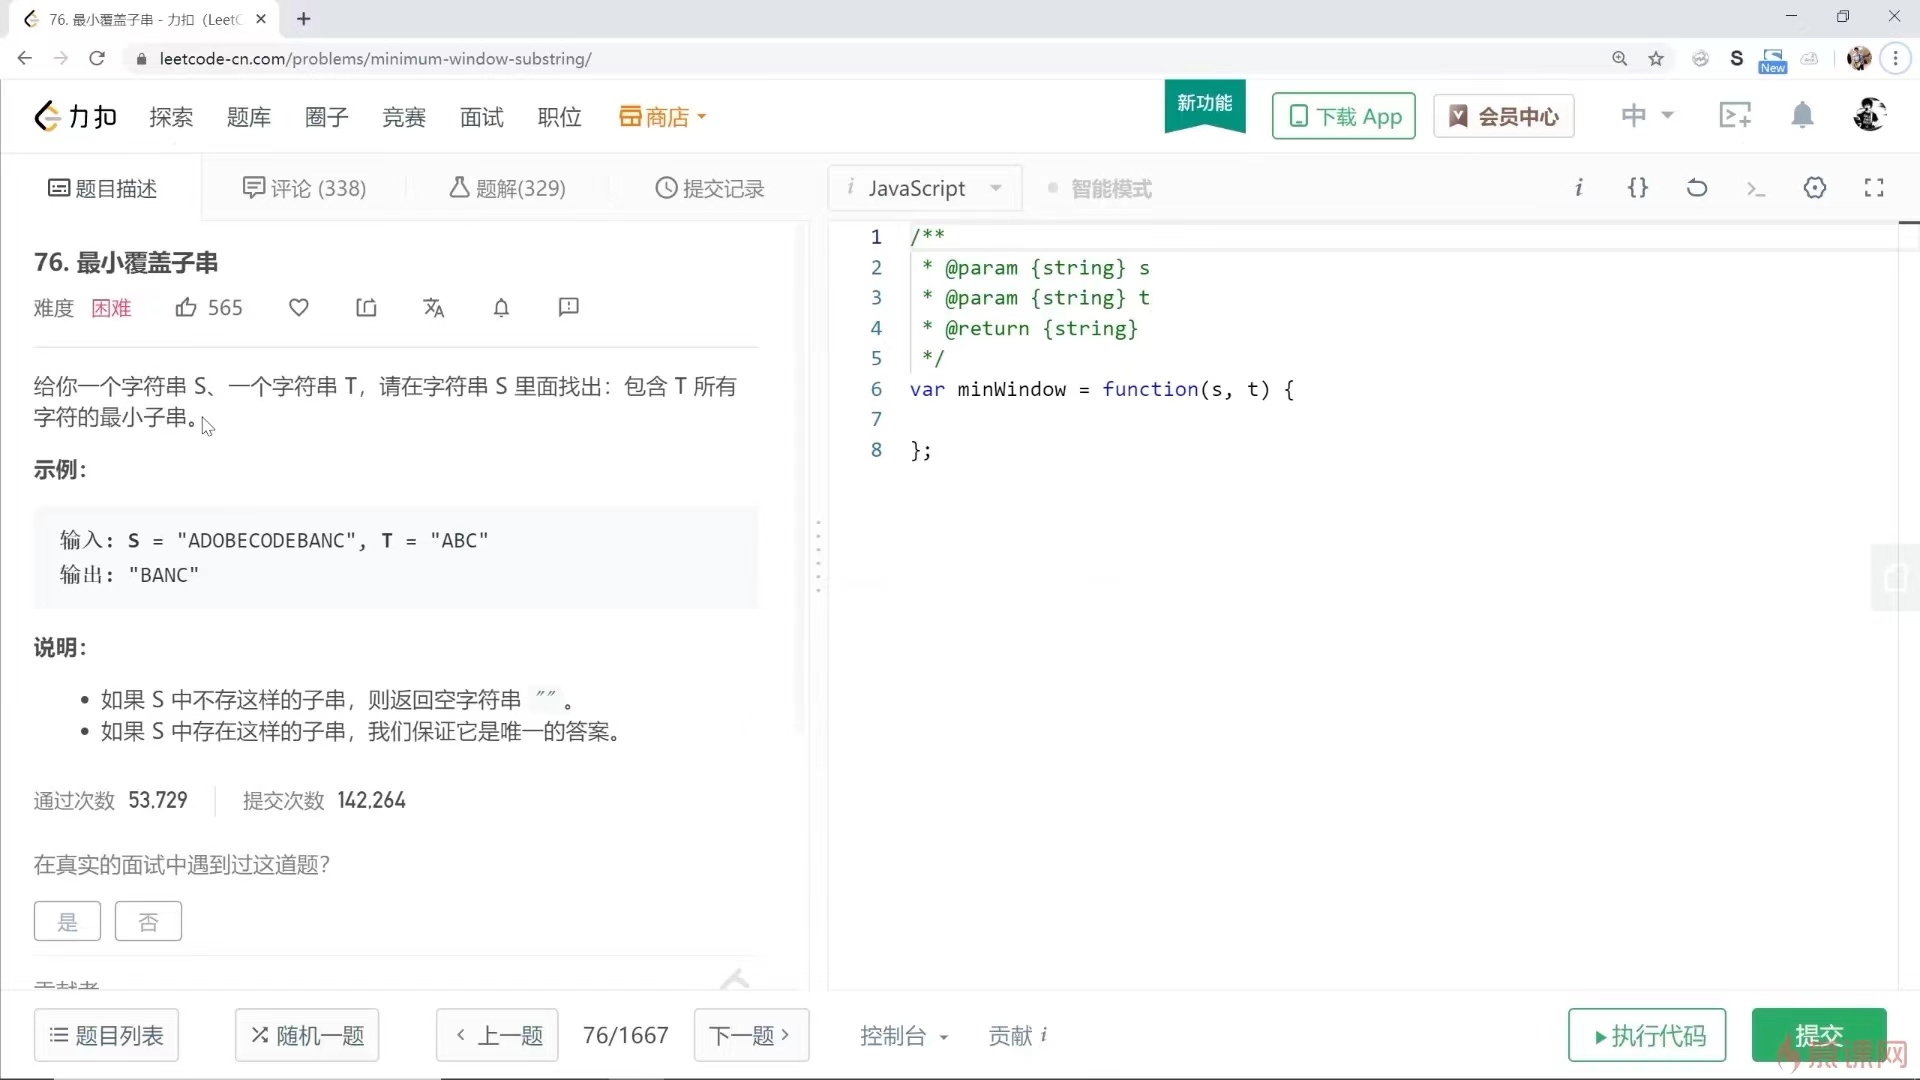 76. 最小覆盖子串 - 力扣（LeetC
leetcode-cn.com/problems/minimum-window-substring/
S
New
力扣 探索 题库 圈子 竞赛 面试 职位 商店
新功能
下载 App
会员中心
中
题目描述
评论 (338)
题解(329)
提交记录
i JavaScript
智能模式
i {}
76. 最小覆盖子串
难度 困难 565
给你一个字符串 S、一个字符串 T，请在字符串 S 里面找出：包含 T 所有
字符的最小子串。
示例：
输入: S = "ADOBECODEBANC", T = "ABC"
输出: "BANC"
说明：
• 如果 S 中不存这样的子串，则返回空字符串 ""。
• 如果 S 中存在这样的子串，我们保证它是唯一的答案。
通过次数 53,729 提交次数 142,264
在真实的面试中遇到过这道题?
是 否
1 /**
2 * @param {string} s
3 * @param {string} t
4 * @return {string}
5 */
6 var minWindow = function(s, t) {
7
8 };
题目列表
随机一题
上一题
76/1667
下一题
控制台
贡献 i
执行代码
提交
慕课网